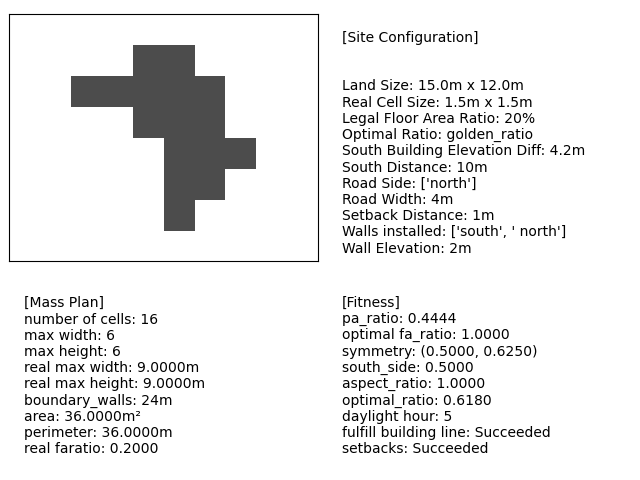 [Site Configuration]
Land Size: 15.0m x 12.0m
Real Cell Size: 1.5m x 1.5m
Legal Floor Area Ratio: 20%
Optimal Ratio: golden_ratio
South Building Elevation Diff: 4.2m
South Distance: 10m
Road Side: ['north']
Road Width: 4m
Setback Distance: 1m
Walls installed: ['south', ' north']
Wall Elevation: 2m
[Mass Plan]
number of cells: 16
max width: 6
max height: 6
real max width: 9.0000m
real max height: 9.0000m
boundary_walls: 24m
area: 36.0000m²
perimeter: 36.0000m
real faratio: 0.2000
[Fitness]
pa_ratio: 0.4444
optimal fa_ratio: 1.0000
symmetry: (0.5000, 0.6250)
south_side: 0.5000
aspect_ratio: 1.0000
optimal_ratio: 0.6180
daylight hour: 5
fulfill building line: Succeeded
setbacks: Succeeded